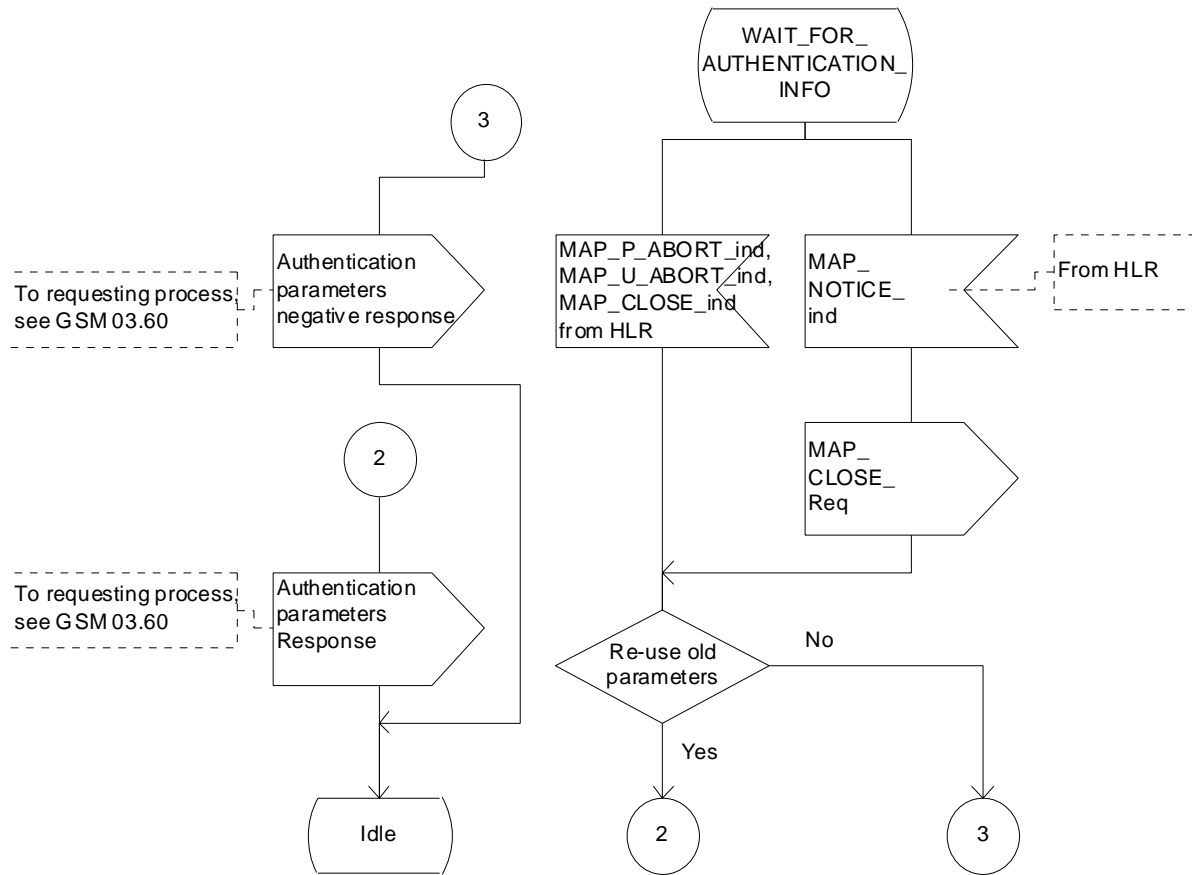 WAIT_FOR_
AUTHENTICATION_
INFO
3
Authentication
parameters
negative response
To requesting process,
see GSM 03.60
MAP_P_ABORT_ind,
MAP_U_ABORT_ind,
MAP_CLOSE_ind
from HLR
MAP_
NOTICE_
ind
From HLR
2
MAP_
CLOSE_
Req
Authentication
parameters
Response
To requesting process,
see GSM 03.60
Re-use old
parameters
No
Yes
Idle
2
3